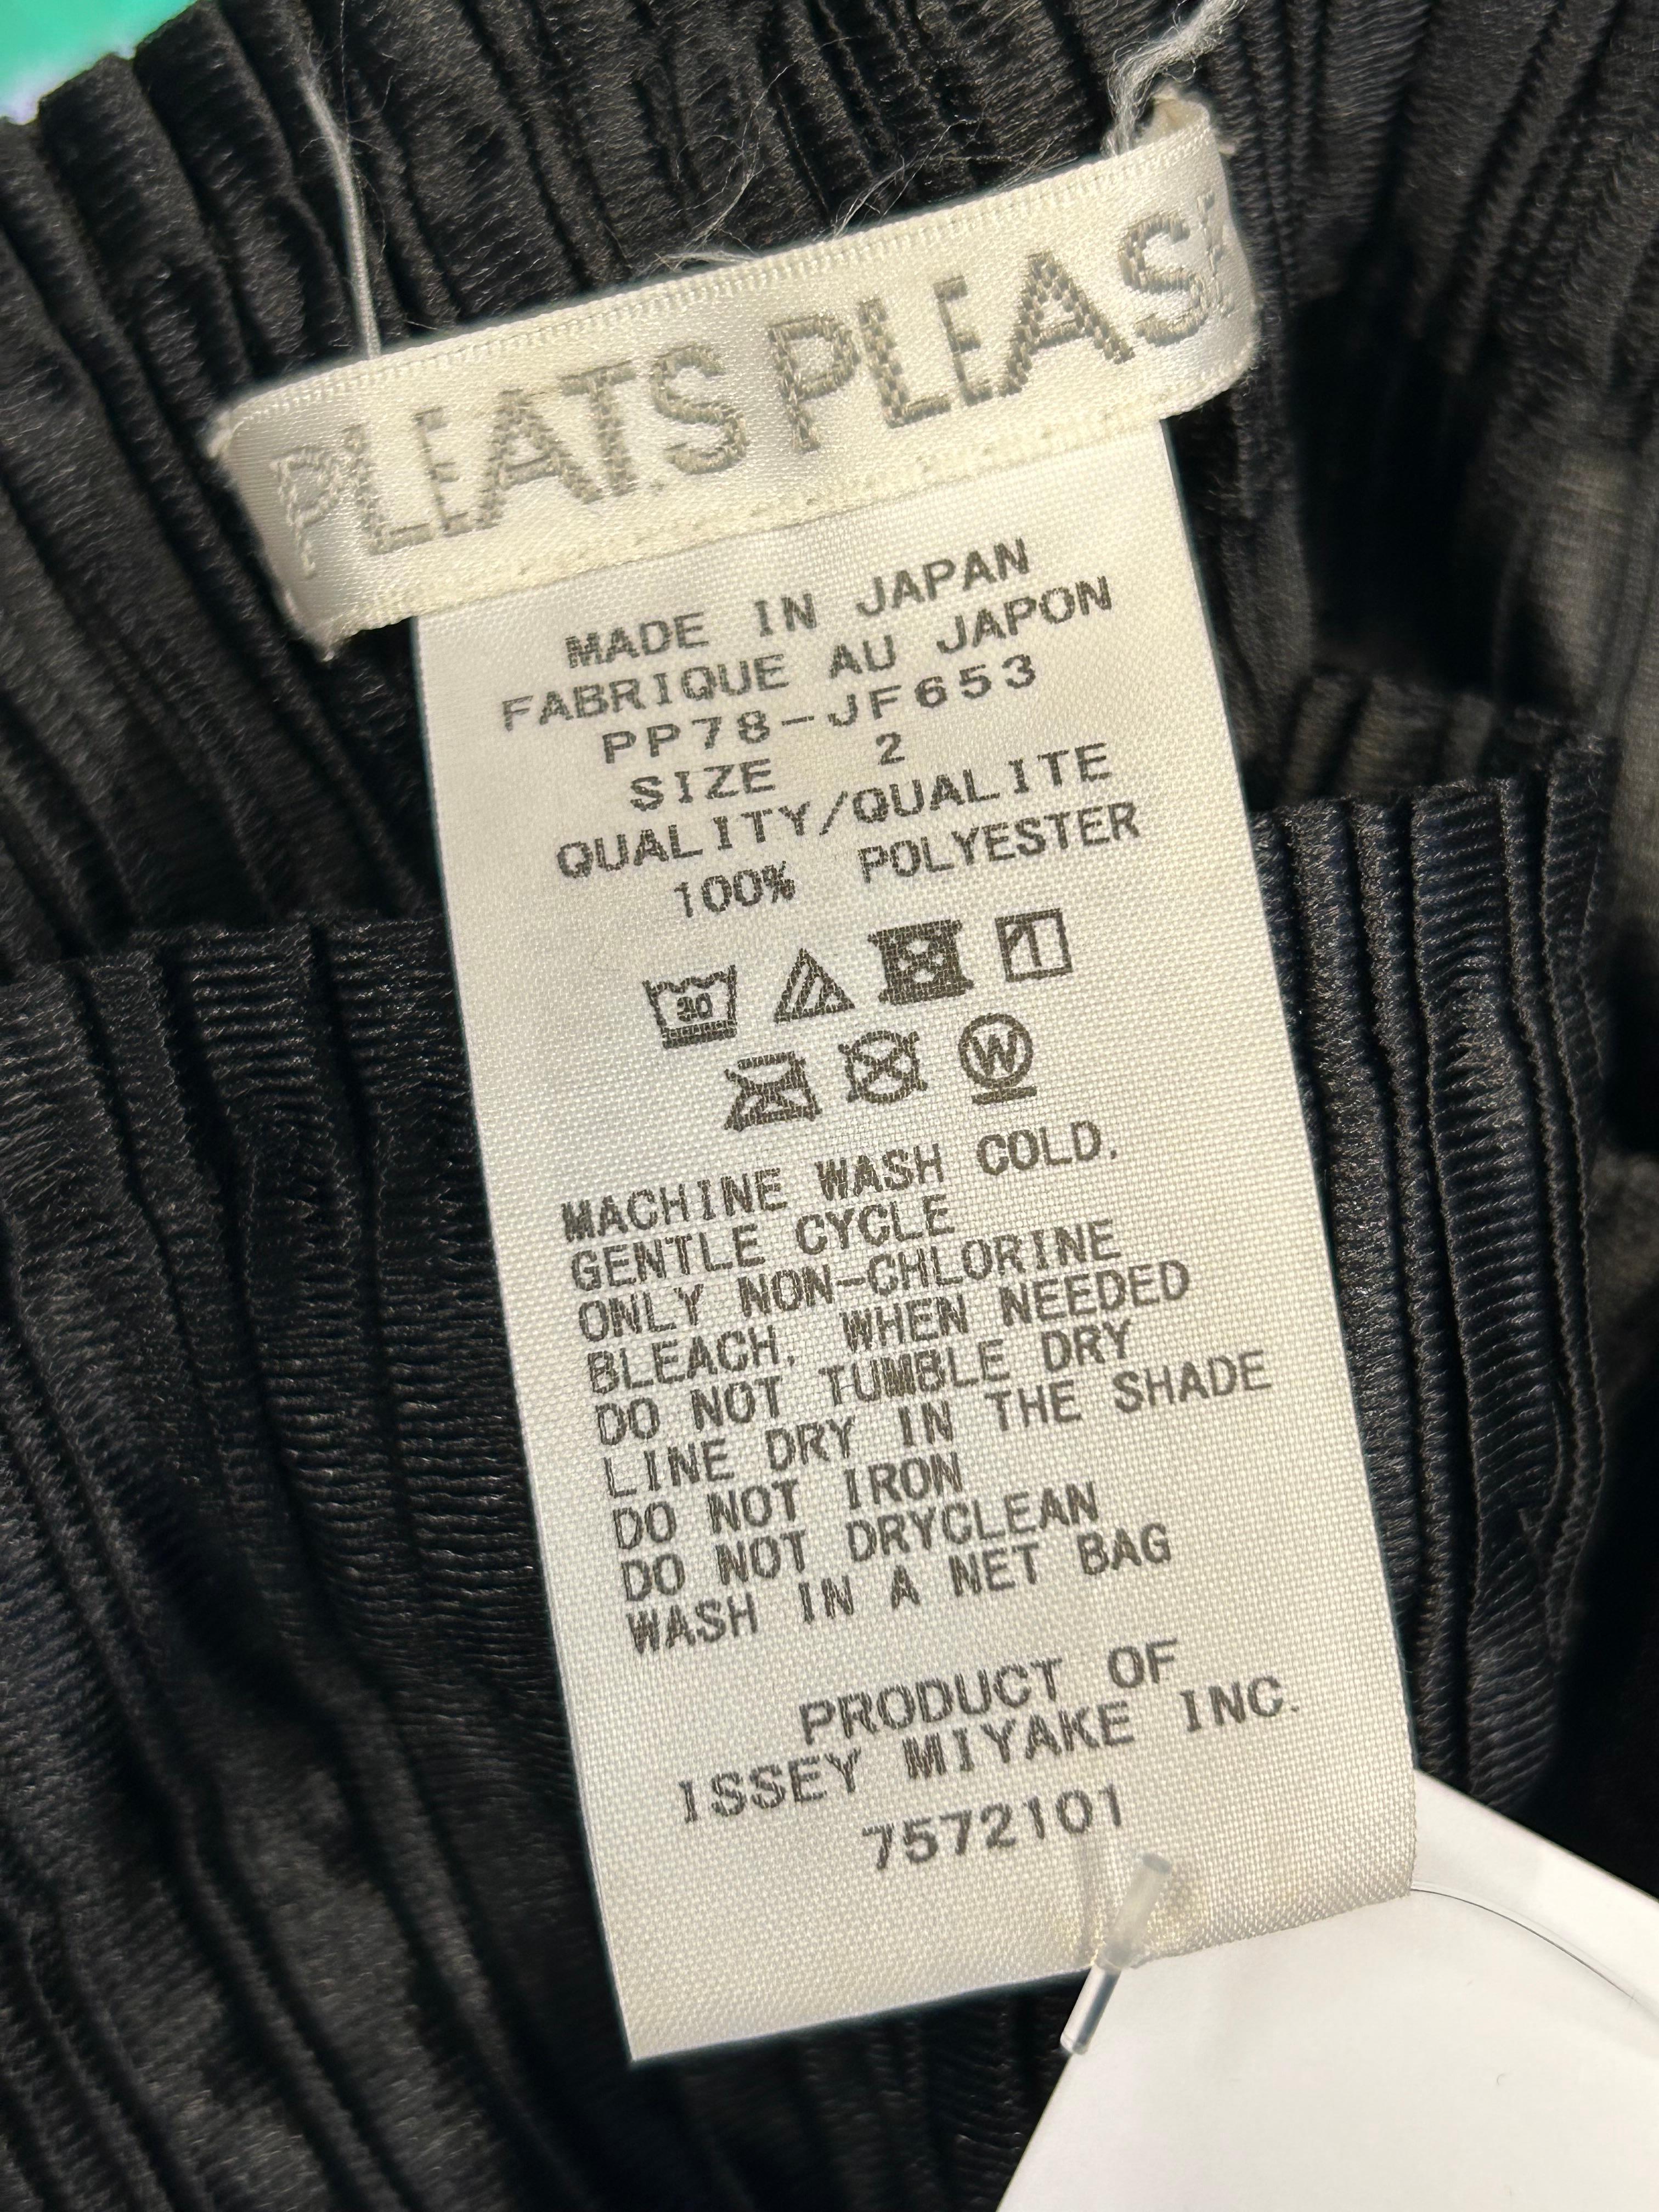 PLEATS PLEASE
MADE IN JAPAN
FABRIQUE AU JAPON
PP78-JF653
SIZE 2
QUALITY/QUALITE
100% POLYESTER
30
W
MACHINE WASH COLD,
GENTLE CYCLE
ONLY NON-CHLORINE
BLEACH, WHEN NEEDED
DO NOT TUMBLE DRY
LINE DRY IN THE SHADE
DO NOT IRON
DO NOT DRYCLEAN
WASH IN A NET BAG
PRODUCT OF
ISSEY MIYAKE INC.
7572101